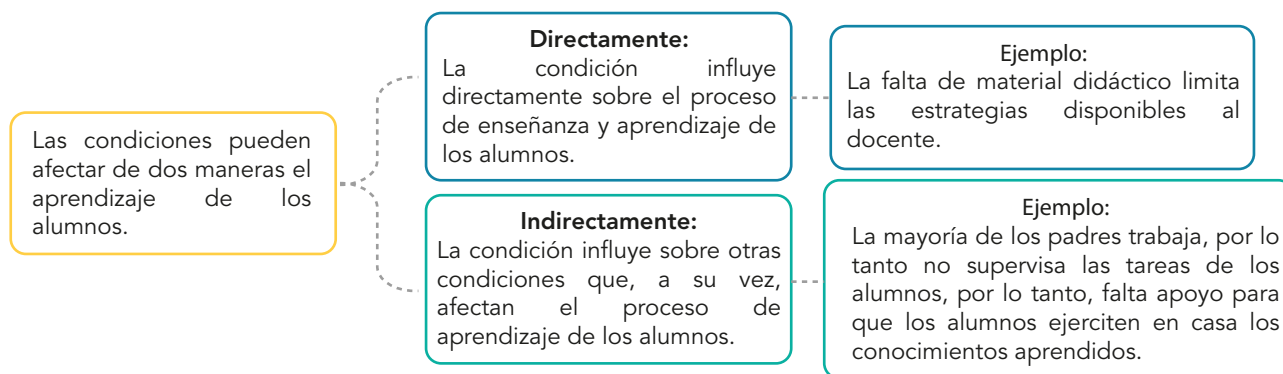 Las condiciones pueden
afectar de dos maneras el
aprendizaje de los
alumnos.
Directamente:
La condición influye
directamente sobre el proceso
de enseñanza y aprendizaje de
los alumnos.
Ejemplo:
La falta de material didáctico limita
las estrategias disponibles al
docente.
Indirectamente:
La condición influye sobre otras
condiciones que, a su vez,
afectan el proceso de
aprendizaje de los alumnos.
Ejemplo:
La mayoría de los padres trabaja, por lo
tanto no supervisa las tareas de los
alumnos, por lo tanto, falta apoyo para
que los alumnos ejerciten en casa los
conocimientos aprendidos.